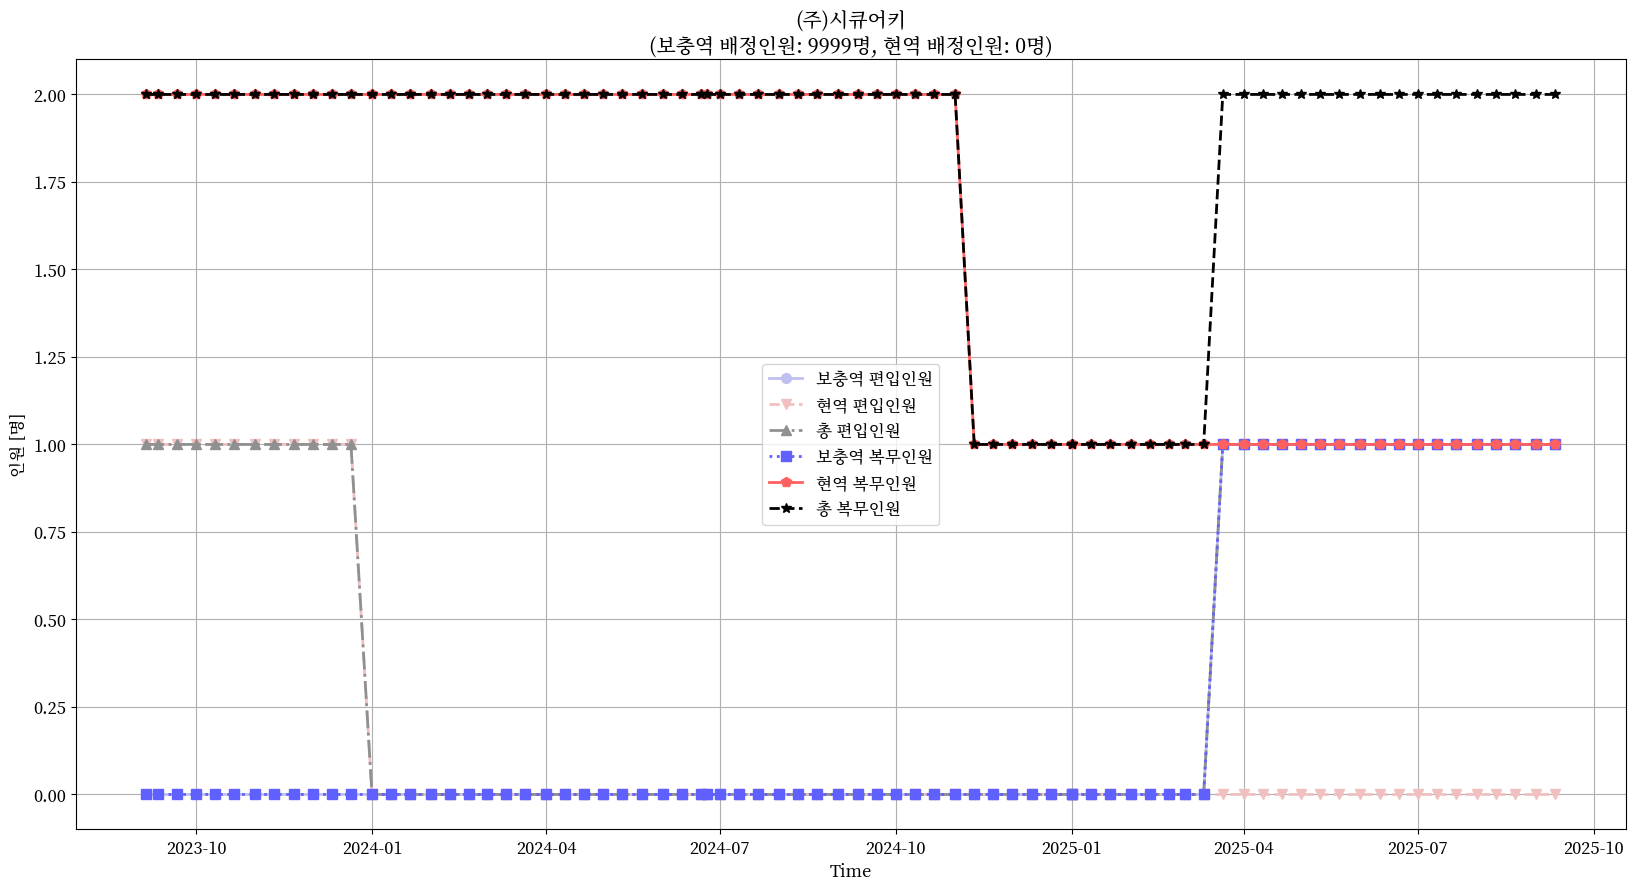 (주)시큐어키
(보충역 배정인원: 9999명, 현역 배정인원: 0명)
2.00
1.75
1.50
1.25
1.00
0.75
0.50
0.25
0.00
인원 [명]
보충역 편입인원
현역 편입인원
총 편입인원
보충역 복무인원
현역 복무인원
총 복무인원
2023-10 2024-01 2024-04 2024-07 2024-10 2025-01 2025-04 2025-07 2025-10
Time